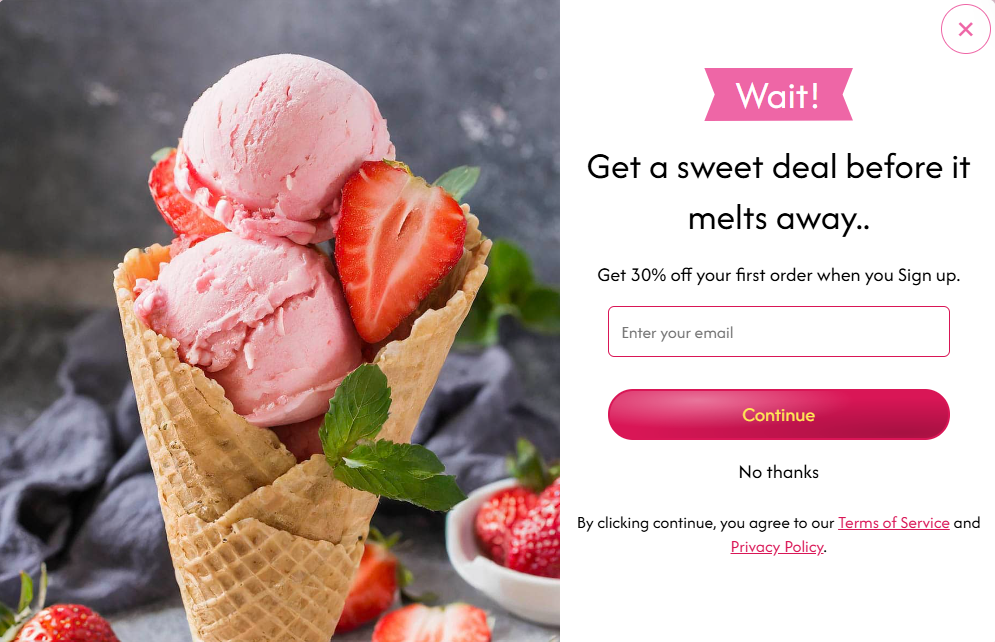 Wait!
Get a sweet deal before it
melts away..
Get 30% off your first order when you Sign up.
Enter your email
Continue
No thanks
By clicking continue, you agree to our Terms of Service and
Privacy Policy.